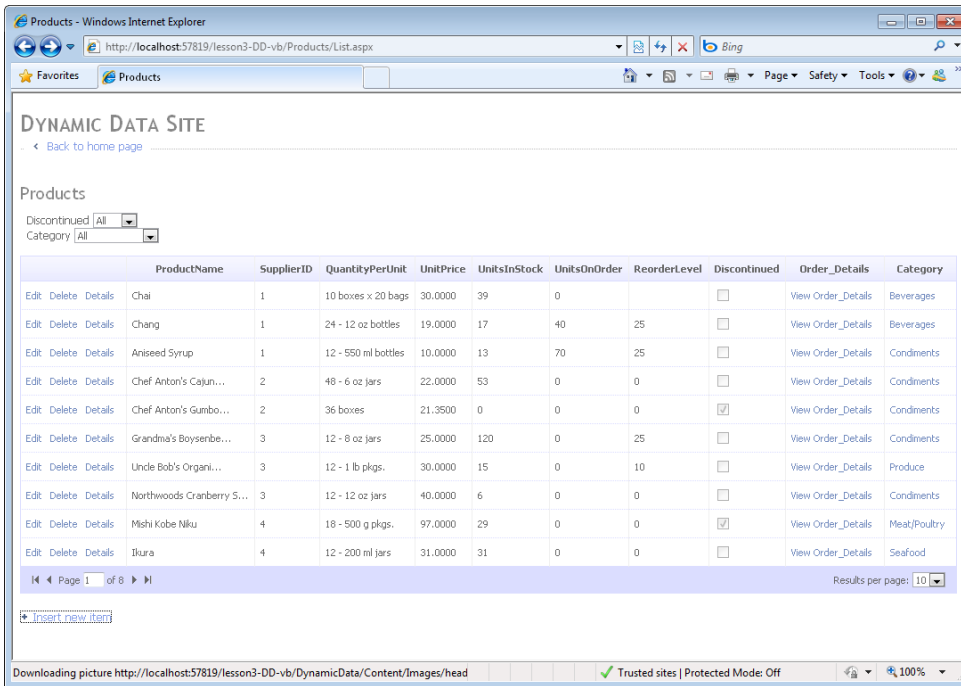 Products - Windows Internet Explorer
http://localhost:57819/lesson3-DD-vb/Products/List.aspx
Bing
Favorites Products Page Safety Tools
DYNAMIC DATA SITE
Back to home page
Products
Discontinued All
Category All
ProductName SupplierID QuantityPerUnit UnitPrice UnitsInStock UnitsOnOrder ReorderLevel Discontinued Order_Details Category
Edit Delete Details Chai 1 10 boxes x 20 bags 30.0000 39 0 View Order_Details Beverages
Edit Delete Details Chang 1 24 - 12 oz bottles 19.0000 17 40 25 View Order_Details Beverages
Edit Delete Details Aniseed Syrup 1 12 - 550 ml bottles 10.0000 13 70 25 View Order_Details Condiments
Edit Delete Details Chef Anton's Cajun... 2 48 - 6 oz jars 22.0000 53 0 0 View Order_Details Condiments
Edit Delete Details Chef Anton's Gumbo... 2 36 boxes 21.3500 0 0 0 View Order_Details Condiments
Edit Delete Details Grandma's Boysenbe... 3 12 - 8 oz jars 25.0000 120 0 25 View Order_Details Condiments
Edit Delete Details Uncle Bob's Organi... 3 12 - 1 lb pkgs. 30.0000 15 0 10 View Order_Details Produce
Edit Delete Details Northwoods Cranberry S... 3 12 - 12 oz jars 40.0000 6 0 0 View Order_Details Condiments
Edit Delete Details Mishi Kobe Niku 4 18 - 500 g pkgs. 97.0000 29 0 0 View Order_Details Meat/Poultry
Edit Delete Details Ikura 4 12 - 200 ml jars 31.0000 31 0 0 View Order_Details Seafood
Page 1 of 8 Results per page: 10
+ Insert new item
Downloading picture http://localhost:57819/lesson3-DD-vb/DynamicData/Content/Images/head Trusted sites | Protected Mode: Off 100%